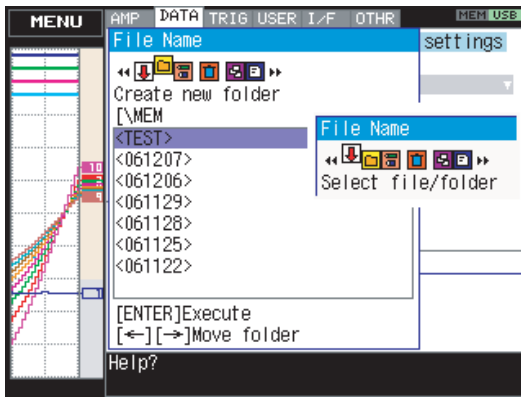 MENU
AMP DATA TRIG USER I/F OTHR
MEM USB
File Name
settings
Create new folder
[\MEM
<TEST>
<061207>
<061206>
<061129>
<061128>
<061125>
<061122>
[ENTER]Execute
[←][→]Move folder
Help?
File Name
Select file/folder
10